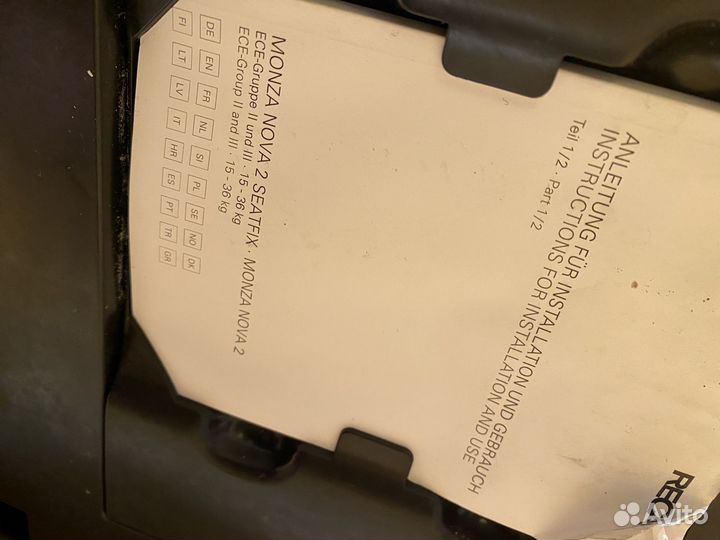 RECA
ANLEITUNG FÜR INSTALLATION UND GEBRAUCH
INSTRUCTIONS FOR INSTALLATION AND USE
Teil 1/2 · Part 1/2
MONZA NOVA 2 SEATFIX · MONZA NOVA 2
ECE-Gruppe II und III · 15 - 36 kg
ECE-Group II and III · 15 - 36 kg
DE EN FR NL SI PL SE NO DK
FI LT LV IT HR ES PT TR GR
Avito